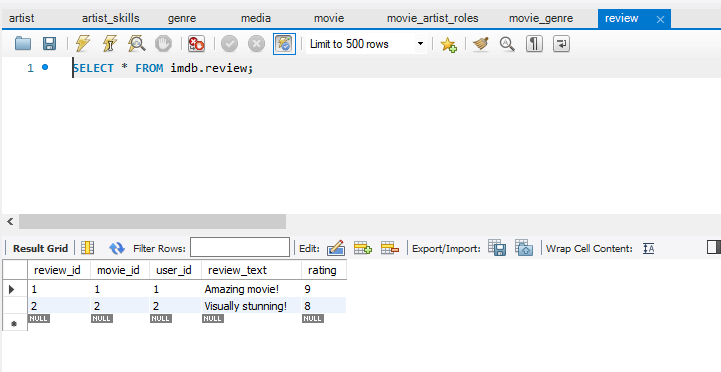 artist artist_skills genre media movie movie_artist_roles movie_genre review
Limit to 500 rows
1 SELECT * FROM imdb.review;
Result Grid Filter Rows: Edit: Export/Import: Wrap Cell Content:
review_id movie_id user_id review_text rating
1 1 1 Amazing movie! 9
2 2 2 Visually stunning! 8
NULL NULL NULL NULL NULL